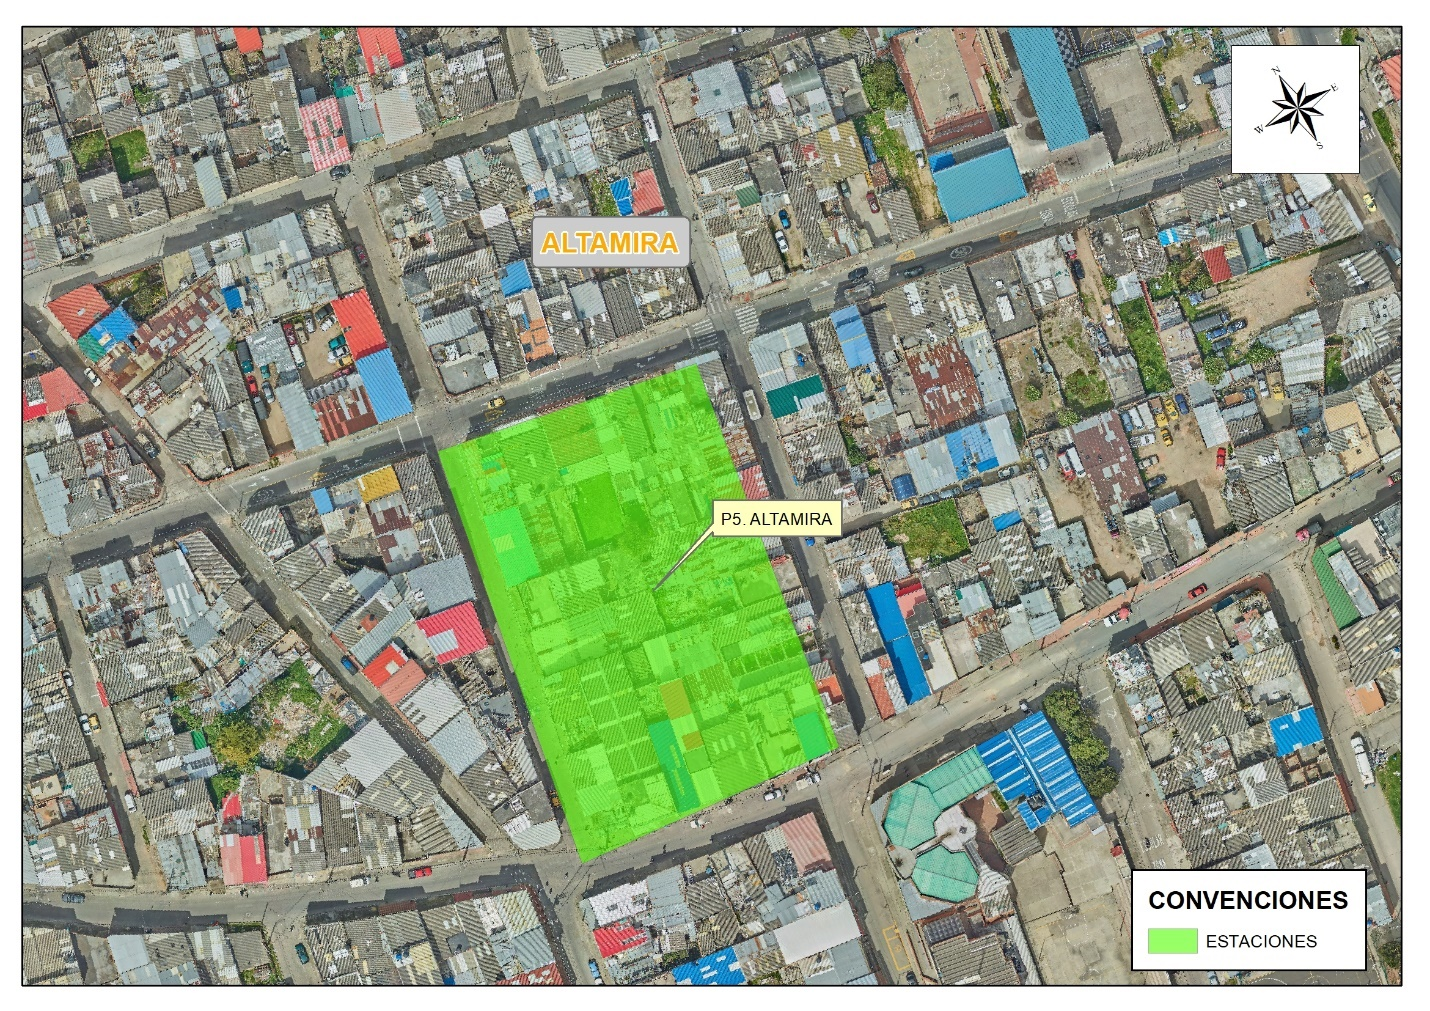 N
E
W
S
ALTAMIRA
P5. ALTAMIRA
CONVENCIONES
ESTACIONES